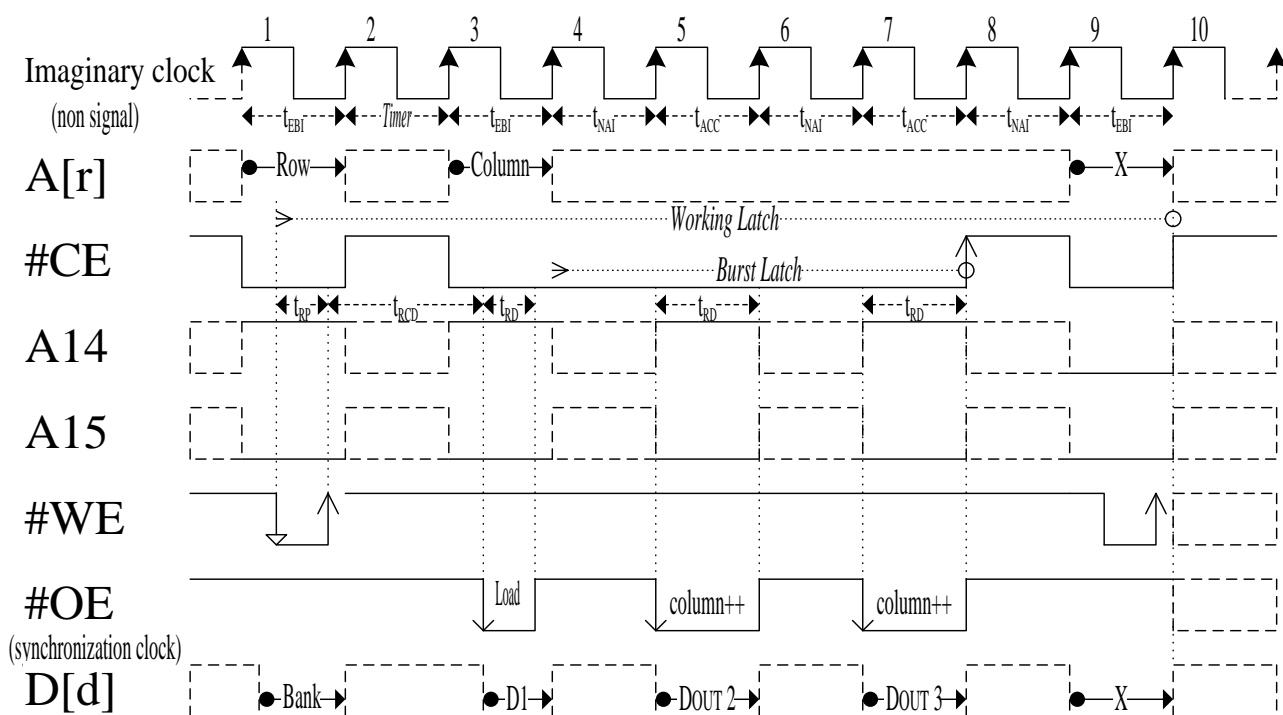 1 2 3 4 5 6 7 8 9 10
Imaginary clock
(non signal)
tEBI Timer tEBI tNAI tACC tNAI tACC tNAI tEBI
A[r]
Row Column X
Working Latch
#CE
Burst Latch
tRP tRCD tRD tRD tRD
A14
A15
#WE
#OE
Load column++ column++
(synchronization clock)
D[d]
Bank D1 DOUT 2 DOUT 3 X